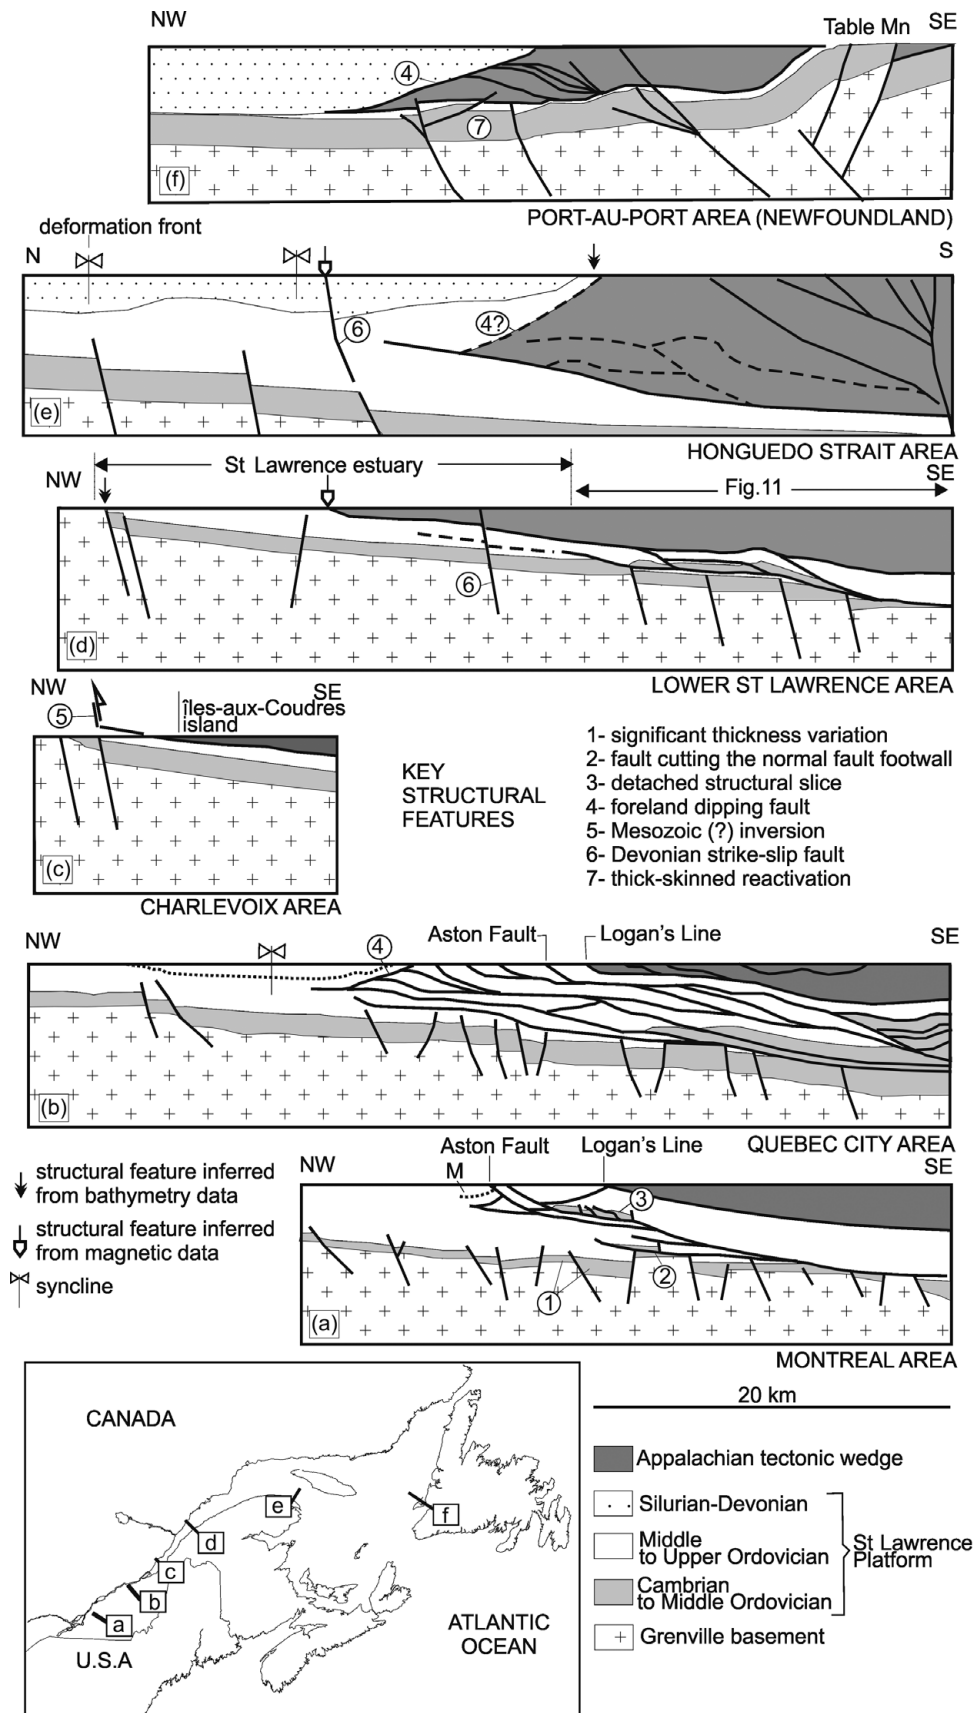 NW
SE
Table Mn
4
7
(f)
PORT-AU-PORT AREA (NEWFOUNDLAND)
deformation front
N
S
6
4?
(e)
HONGUEDO STRAIT AREA
St Lawrence estuary
NW
SE
Fig.11
6
(d)
LOWER ST LAWRENCE AREA
NW
SE
5
îles-aux-Coudres
island
(c)
CHARLEVOIX AREA
KEY
STRUCTURAL
FEATURES
1- significant thickness variation
2- fault cutting the normal fault footwall
3- detached structural slice
4- foreland dipping fault
5- Mesozoic (?) inversion
6- Devonian strike-slip fault
7- thick-skinned reactivation
NW
4
Aston Fault
Logan's Line
SE
(b)
QUEBEC CITY AREA
structural feature inferred
from bathymetry data
structural feature inferred
from magnetic data
syncline
NW
Aston Fault
Logan's Line
SE
M
3
2
1
(a)
MONTREAL AREA
CANADA
e
f
d
c
b
a
U.S.A
ATLANTIC
OCEAN
20 km
Appalachian tectonic wedge
Silurian-Devonian
Middle
to Upper Ordovician
Cambrian
to Middle Ordovician
St Lawrence
Platform
Grenville basement